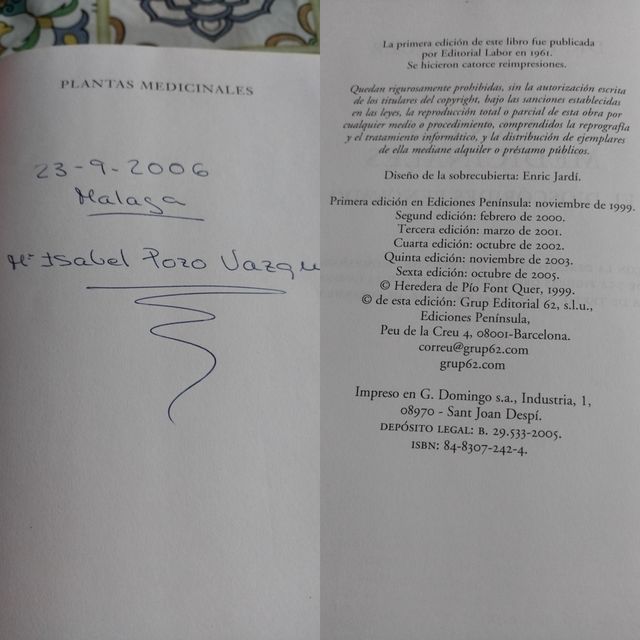 PLANTAS MEDICINALES
23-9-2006
Malaga
Mª Isabel Pozo
La primera edición de este libro fue publicada
por Editorial Labor en 1961.
Se hicieron catorce reimpresiones.
Quedan rigurosamente prohibidas, sin la autorización escrita
de los titulares del copyright, bajo las sanciones establecidas
en las leyes, la reproducción total o parcial de esta obra por
cualquier medio o procedimiento, comprendidos la reprografía
y el tratamiento informático, y la distribución de ejemplares
de ella mediane alquiler o préstamo públicos.
Diseño de la sobrecubierta: Enric Jardí.
Primera edición en Ediciones Península: noviembre de 1999.
Segund edición: febrero de 2000.
Tercera edición: marzo de 2001.
Cuarta edición: octubre de 2002.
Quinta edición: noviembre de 2003.
Sexta edición: octubre de 2005.
© Heredera de Pío Font Quer, 1999.
© de esta edición: Grup Editorial 62, s.l.u.,
Ediciones Península,
Peu de la Creu 4, 08001-Barcelona.
correu@grup62.com
grup62.com
Impreso en G. Domingo s.a., Industria, 1,
08970 - Sant Joan Despí.
DEPÓSITO LEGAL: B. 29.533-2005.
ISBN: 84-8307-242-4.